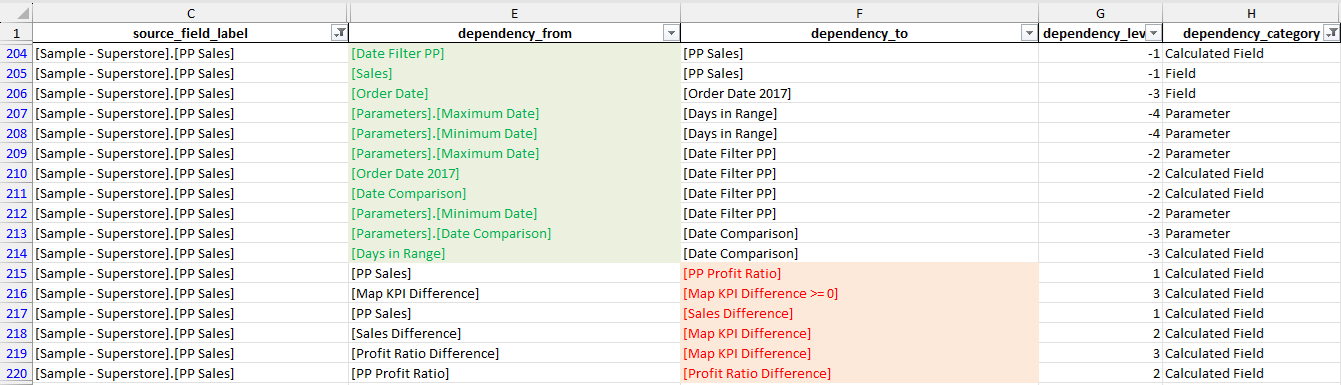 C E F G H
1 source_field_label dependency_from dependency_to dependency_lev dependency_category
204 [Sample - Superstore].[PP Sales] [Date Filter PP] [PP Sales] -1 Calculated Field
205 [Sample - Superstore].[PP Sales] [Sales] [PP Sales] -1 Field
206 [Sample - Superstore].[PP Sales] [Order Date] [Order Date 2017] -3 Field
207 [Sample - Superstore].[PP Sales] [Parameters].[Maximum Date] [Days in Range] -4 Parameter
208 [Sample - Superstore].[PP Sales] [Parameters].[Minimum Date] [Days in Range] -4 Parameter
209 [Sample - Superstore].[PP Sales] [Parameters].[Maximum Date] [Date Filter PP] -2 Parameter
210 [Sample - Superstore].[PP Sales] [Order Date 2017] [Date Filter PP] -2 Calculated Field
211 [Sample - Superstore].[PP Sales] [Date Comparison] [Date Filter PP] -2 Calculated Field
212 [Sample - Superstore].[PP Sales] [Parameters].[Minimum Date] [Date Filter PP] -2 Parameter
213 [Sample - Superstore].[PP Sales] [Parameters].[Date Comparison] [Date Comparison] -3 Parameter
214 [Sample - Superstore].[PP Sales] [Days in Range] [Date Comparison] -3 Calculated Field
215 [Sample - Superstore].[PP Sales] [PP Sales] [PP Profit Ratio] 1 Calculated Field
216 [Sample - Superstore].[PP Sales] [Map KPI Difference] [Map KPI Difference >= 0] 3 Calculated Field
217 [Sample - Superstore].[PP Sales] [PP Sales] [Sales Difference] 1 Calculated Field
218 [Sample - Superstore].[PP Sales] [Sales Difference] [Map KPI Difference] 2 Calculated Field
219 [Sample - Superstore].[PP Sales] [Profit Ratio Difference] [Map KPI Difference] 3 Calculated Field
220 [Sample - Superstore].[PP Sales] [PP Profit Ratio] [Profit Ratio Difference] 2 Calculated Field